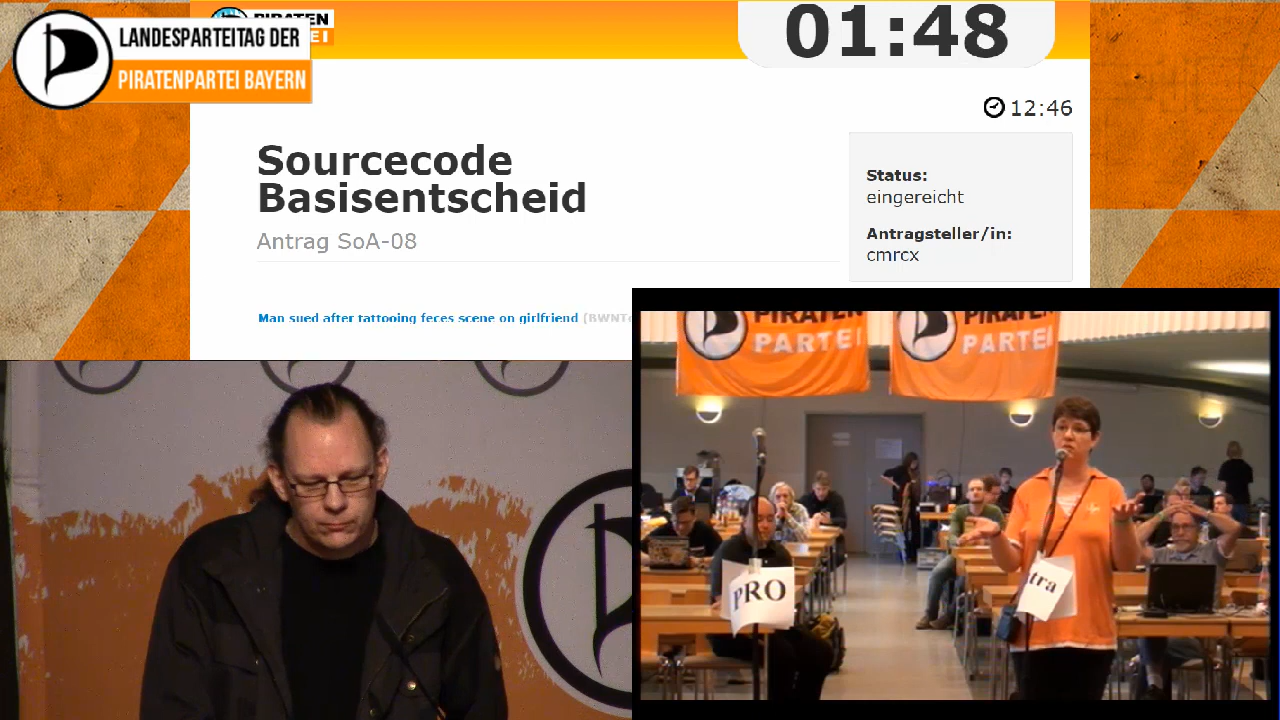 LANDESPARTEITAG DER
PIRATENPARTEI BAYERN
01:48
12:46
Sourcecode
Basisentscheid
Antrag SoA-08
Status:
eingereicht
Antragsteller/in:
cmrcx
Man sued after tattooing feces scene on girlfriend
PIRATEN
PARTEI
PIRATEN
PARTEI
PRO
tra